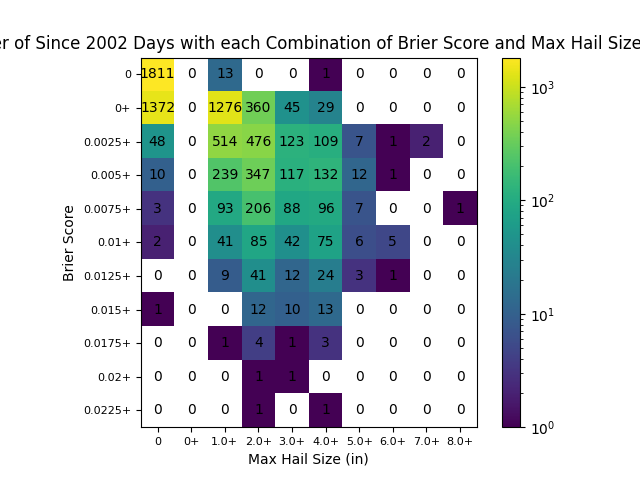 er of Since 2002 Days with each Combination of Brier Score and Max Hail Size
0 1811 0 13 0 0 1 0 0 0 0
0+ 1372 0 1276 360 45 29 0 0 0 0
0.0025+ 48 0 514 476 123 109 7 1 2 0
0.005+ 10 0 239 347 117 132 12 1 0 0
0.0075+ 3 0 93 206 88 96 7 0 0 1
0.01+ 2 0 41 85 42 75 6 5 0 0
0.0125+ 0 0 9 41 12 24 3 1 0 0
0.015+ 1 0 0 12 10 13 0 0 0 0
0.0175+ 0 0 1 4 1 3 0 0 0 0
0.02+ 0 0 0 1 1 0 0 0 0 0
0.0225+ 0 0 0 1 0 1 0 0 0 0
0 0+ 1.0+ 2.0+ 3.0+ 4.0+ 5.0+ 6.0+ 7.0+ 8.0+
Max Hail Size (in)
Brier Score
10³
10²
10¹
10⁰